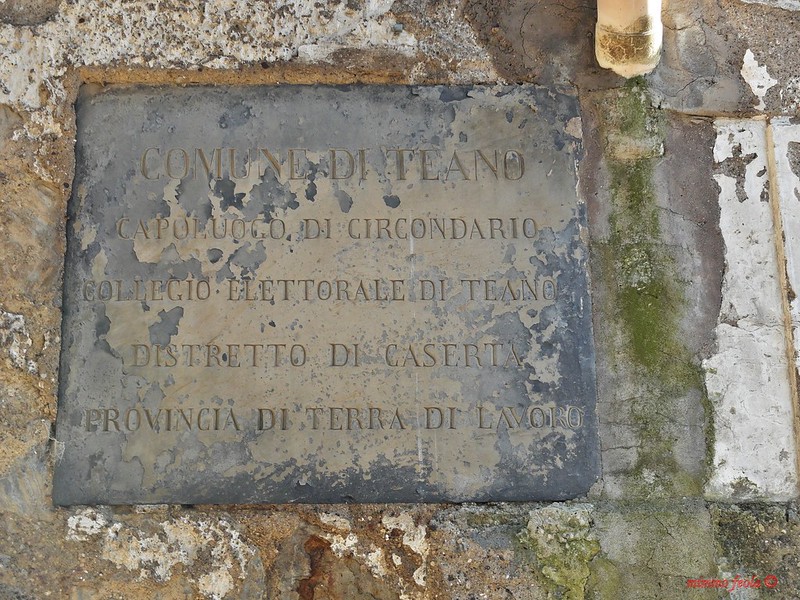 COMUNE DI TEANO
CAPOLUOGO DI CIRCONDARIO
COLLEGIO ELETTORALE DI TEANO
DISTRETTO DI CASERTA
PROVINCIA DI TERRA DI LAVORO